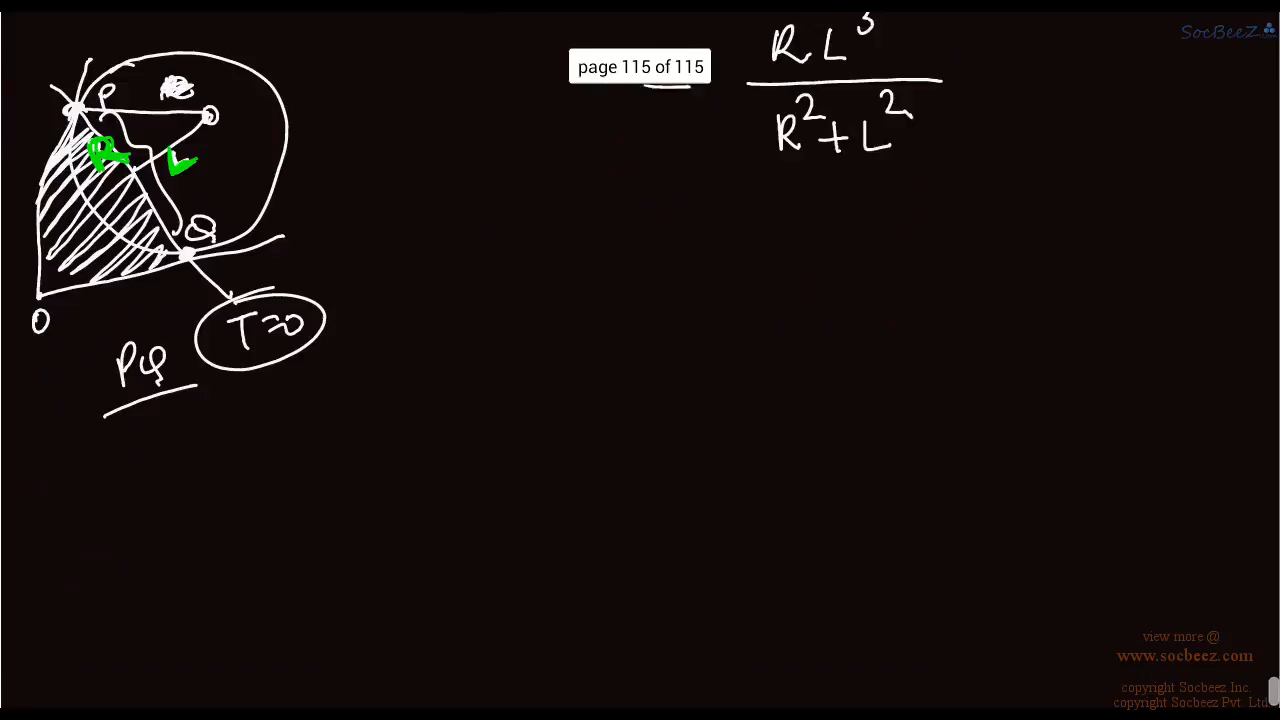 SocBeeZ
R L³
page 115 of 115
R² + L²
P
R
L
Q
O
T=0
PQ
view more @
www.socbeez.com
copyright Socbeez Inc.
copyright Socbeez Pvt. Ltd